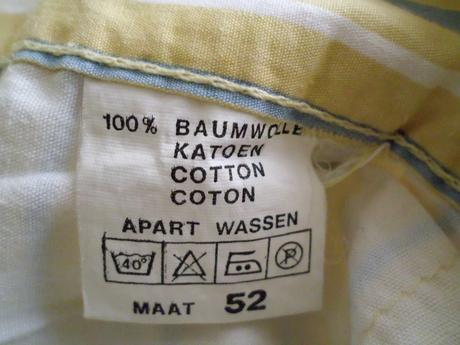 100% BAUMWOLLE
KATOEN
COTTON
COTON
APART WASSEN
40° P
MAAT 52